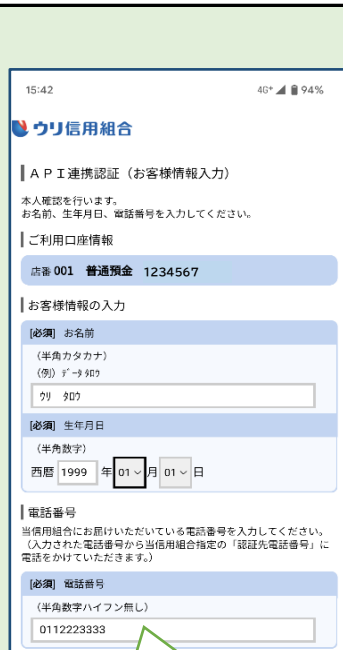 15:42 4G+ 94%
ウリ信用組合
ＡＰＩ連携認証（お客様情報入力）
本人確認を行います。
お名前、生年月日、電話番号を入力してください。
ご利用口座情報
店番 001 普通預金 1234567
お客様情報の入力
[必須] お名前
（半角カタカナ）
（例）ﾃﾞｰﾀ ﾀﾛｳ
ｳﾘ ﾀﾛｳ
[必須] 生年月日
（半角数字）
西暦 1999 年 01 月 01 日
電話番号
当信用組合にお届けいただいている電話番号を入力してください。
（入力された電話番号から当信用組合指定の「認証先電話番号」に
電話をかけていただきます。）
[必須] 電話番号
（半角数字ハイフン無し）
0112223333